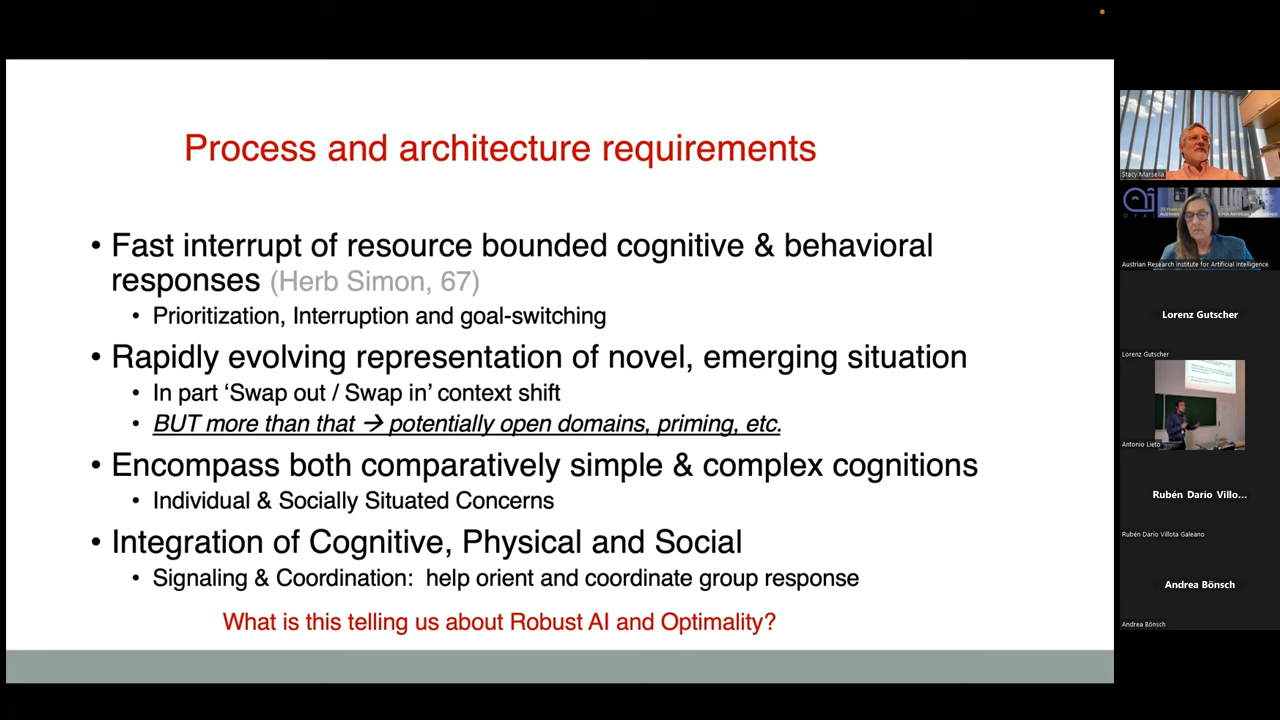 Process and architecture requirements
• Fast interrupt of resource bounded cognitive & behavioral
responses (Herb Simon, 67)
• Prioritization, Interruption and goal-switching
• Rapidly evolving representation of novel, emerging situation
• In part ‘Swap out / Swap in’ context shift
• BUT more than that → potentially open domains, priming, etc.
• Encompass both comparatively simple & complex cognitions
• Individual & Socially Situated Concerns
• Integration of Cognitive, Physical and Social
• Signaling & Coordination: help orient and coordinate group response
What is this telling us about Robust AI and Optimality?
Stacy Marsella
OFAI
Austrian Research Institute for Artificial Intelligence
Lorenz Gutscher
Lorenz Gutscher
Antonio Lieto
Rubén Darío Villo...
Rubén Darío Villota Galeano
Andrea Bönsch
Andrea Bönsch